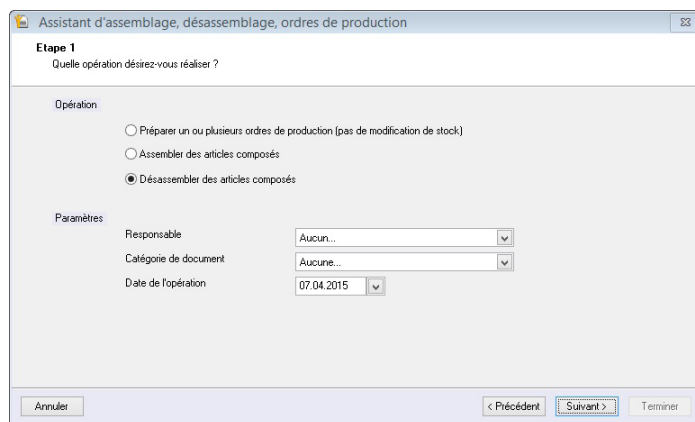 Assistant d'assemblage, désassemblage, ordres de production
Etape 1
Quelle opération désirez-vous réaliser ?
Opération
Préparer un ou plusieurs ordres de production (pas de modification de stock)
Assembler des articles composés
Désassembler des articles composés
Paramètres
Responsable
Aucun...
Catégorie de document
Aucune...
Date de l'opération
07.04.2015
Annuler
< Précédent
Suivant >
Terminer